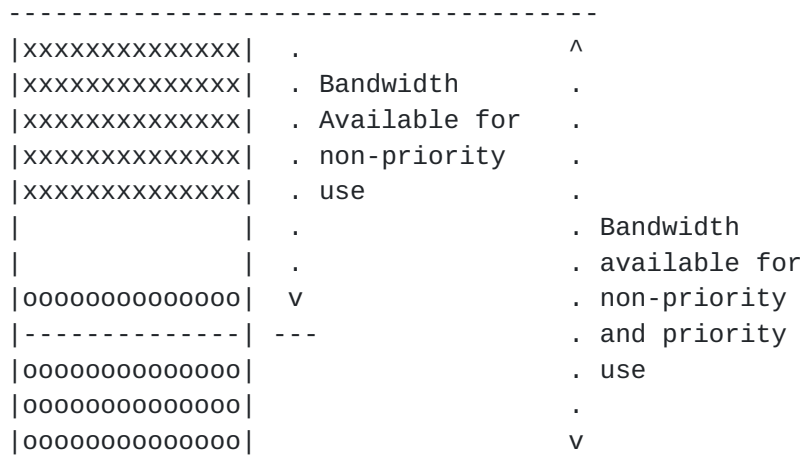 --------------------------------------
|xxxxxxxxxxxxxx|  .                 ^
|xxxxxxxxxxxxxx|  . Bandwidth       .
|xxxxxxxxxxxxxx|  . Available for   .
|xxxxxxxxxxxxxx|  . non-priority    .
|xxxxxxxxxxxxxx|  . use             .
|              |  .                 . Bandwidth
|              |  .                 . available for
|oooooooooooooo|  v                 . non-priority
|--------------| ---                . and priority
|oooooooooooooo|                    . use
|oooooooooooooo|                    .
|oooooooooooooo|                    v